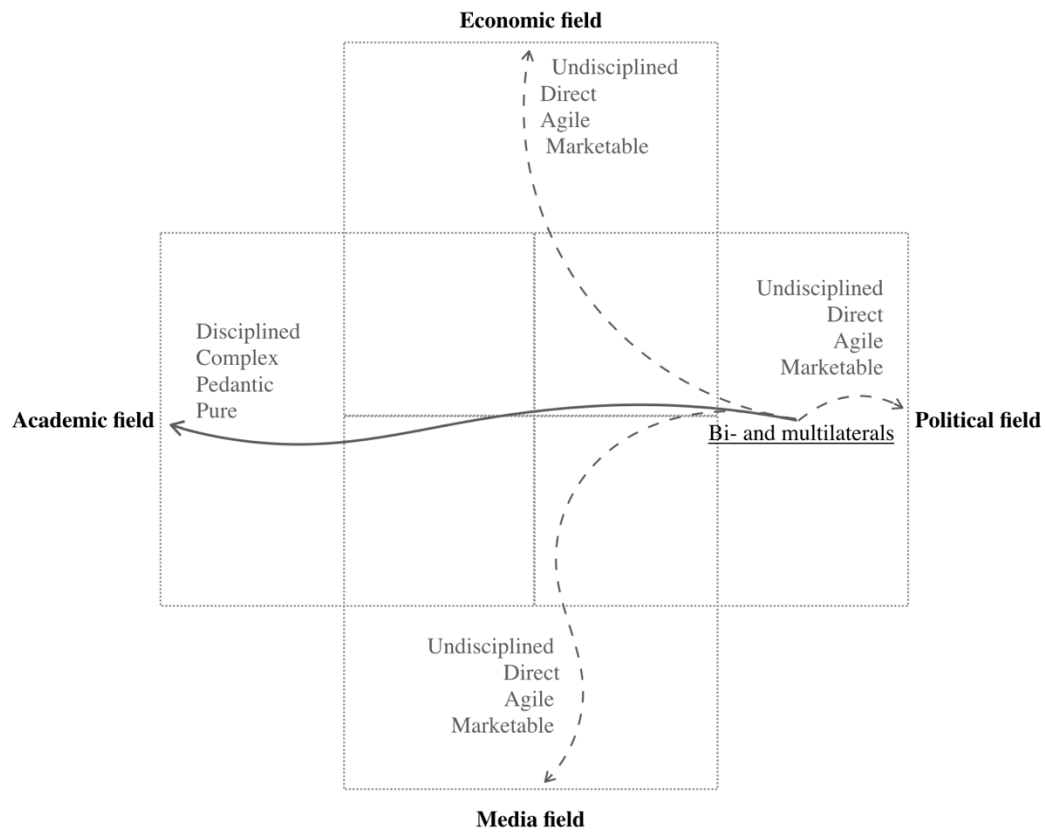 Economic field
Undisciplined
Direct
Agile
Marketable
Undisciplined
Direct
Agile
Marketable
Disciplined
Complex
Pedantic
Pure
Academic field
Political field
Bi- and multilaterals
Undisciplined
Direct
Agile
Marketable
Media field